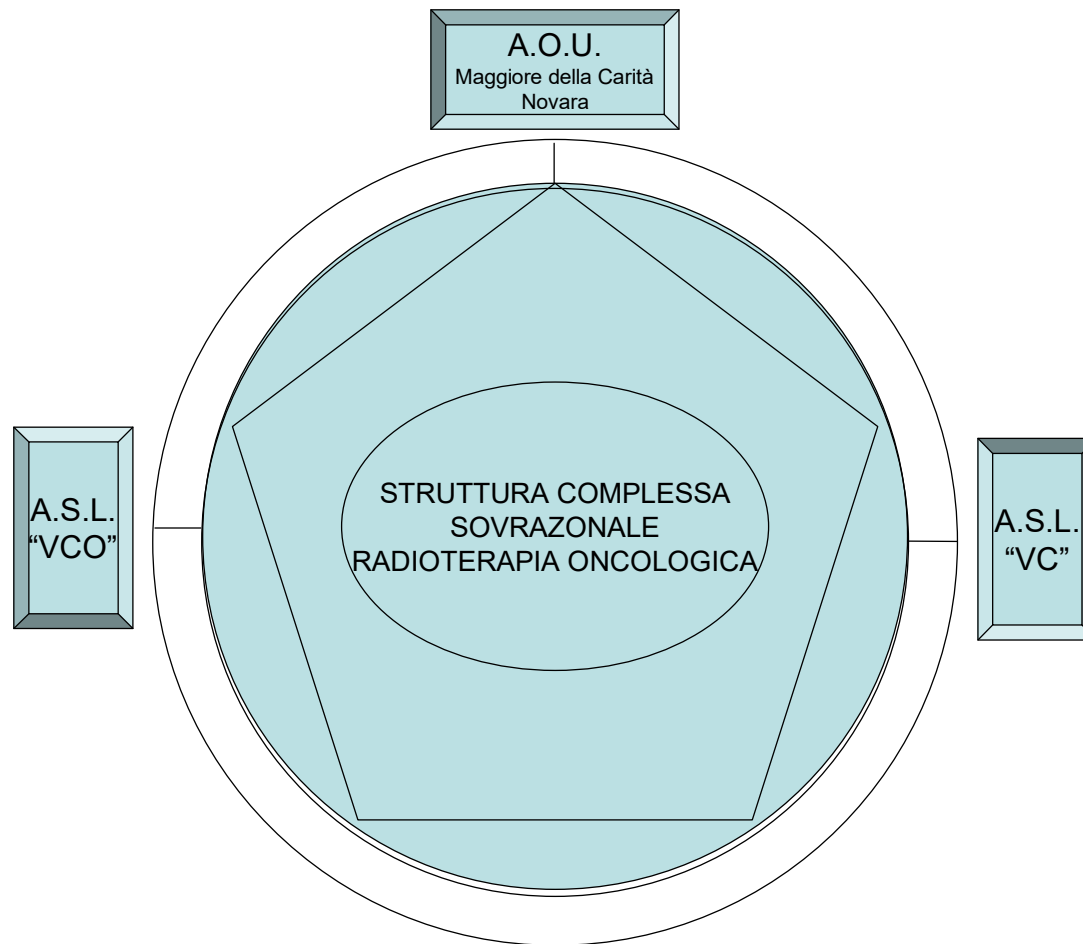 A.O.U.
Maggiore della Carità
Novara
A.S.L.
“VCO”
STRUTTURA COMPLESSA
SOVRAZONALE
RADIOTERAPIA ONCOLOGICA
A.S.L.
“VC”